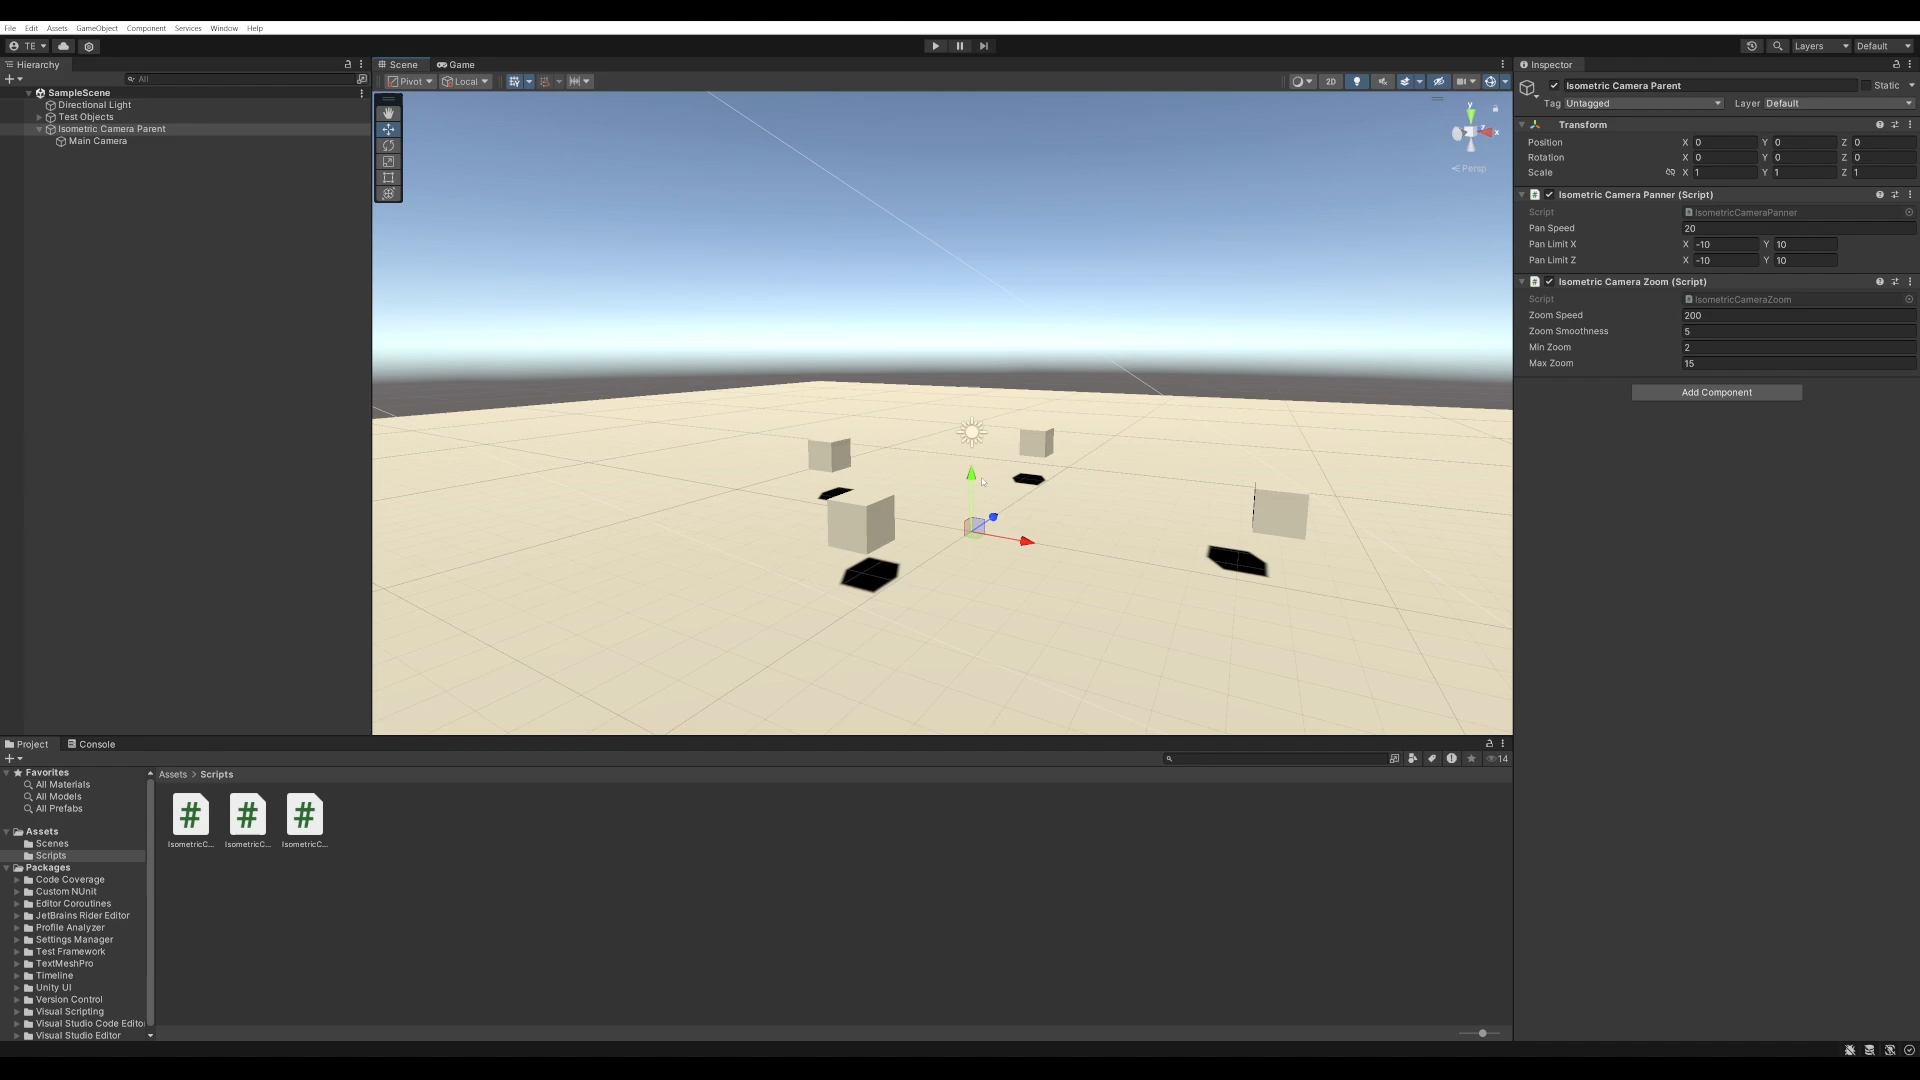 File Edit Assets GameObject Component Services Window Help
TE
Layers Default
Hierarchy
All
SampleScene
Directional Light
Test Objects
Isometric Camera Parent
Main Camera
Scene Game
Pivot Local 2D
y
x
Persp
Inspector
Isometric Camera Parent Static
Tag Untagged Layer Default
Transform
Position X 0 Y 0 Z 0
Rotation X 0 Y 0 Z 0
Scale X 1 Y 1 Z 1
Isometric Camera Panner (Script)
Script IsometricCameraPanner
Pan Speed 20
Pan Limit X X -10 Y 10
Pan Limit Z X -10 Y 10
Isometric Camera Zoom (Script)
Script IsometricCameraZoom
Zoom Speed 200
Zoom Smoothness 5
Min Zoom 2
Max Zoom 15
Add Component
Project Console
14
Favorites
All Materials
All Models
All Prefabs
Assets
Scenes
Scripts
Packages
Code Coverage
Custom NUnit
Editor Coroutines
JetBrains Rider Editor
Profile Analyzer
Settings Manager
Test Framework
TextMeshPro
Timeline
Unity UI
Version Control
Visual Scripting
Visual Studio Code Edito
Visual Studio Editor
Assets > Scripts
# # #
IsometricC... IsometricC... IsometricC...